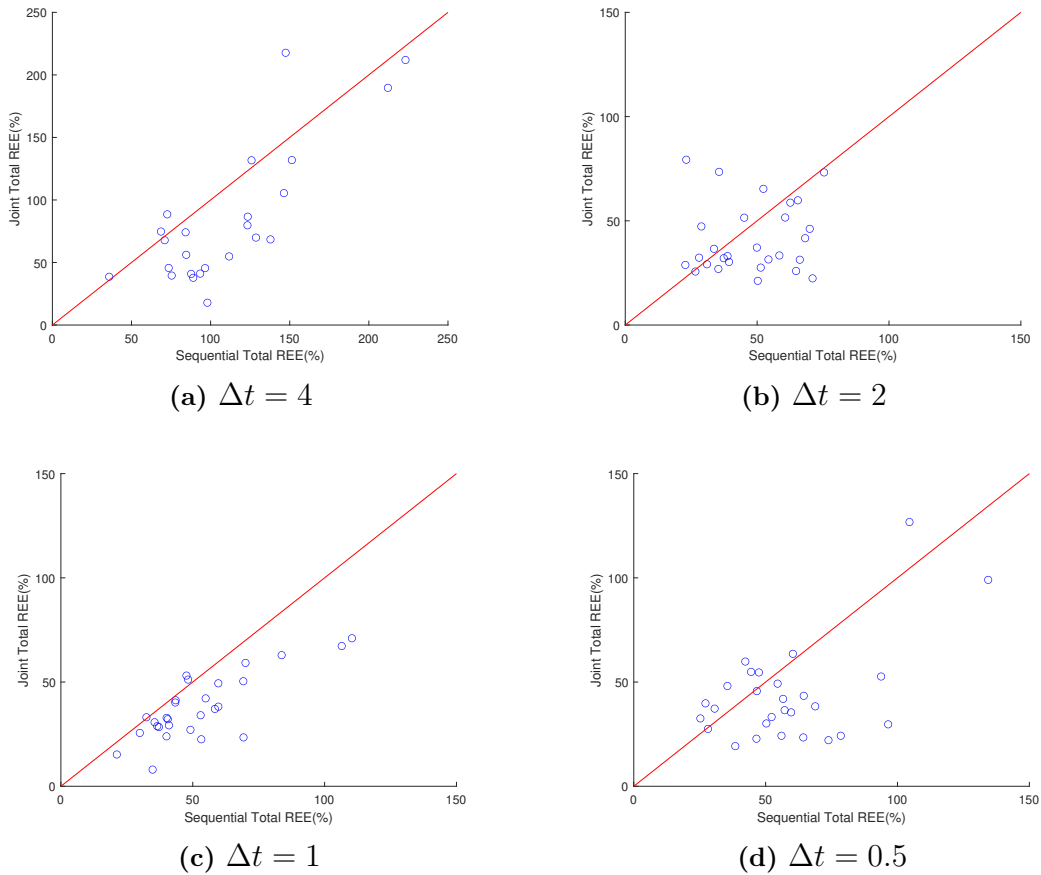 250
200
150
100
50
0
Joint Total REE(%)
0 50 100 150 200 250
Sequential Total REE(%)
(a) Δt = 4
150
100
50
0
Joint Total REE(%)
0 50 100 150
Sequential Total REE(%)
(b) Δt = 2
150
100
50
0
Joint Total REE(%)
0 50 100 150
Sequential Total REE(%)
(c) Δt = 1
150
100
50
0
Joint Total REE(%)
0 50 100 150
Sequential Total REE(%)
(d) Δt = 0.5